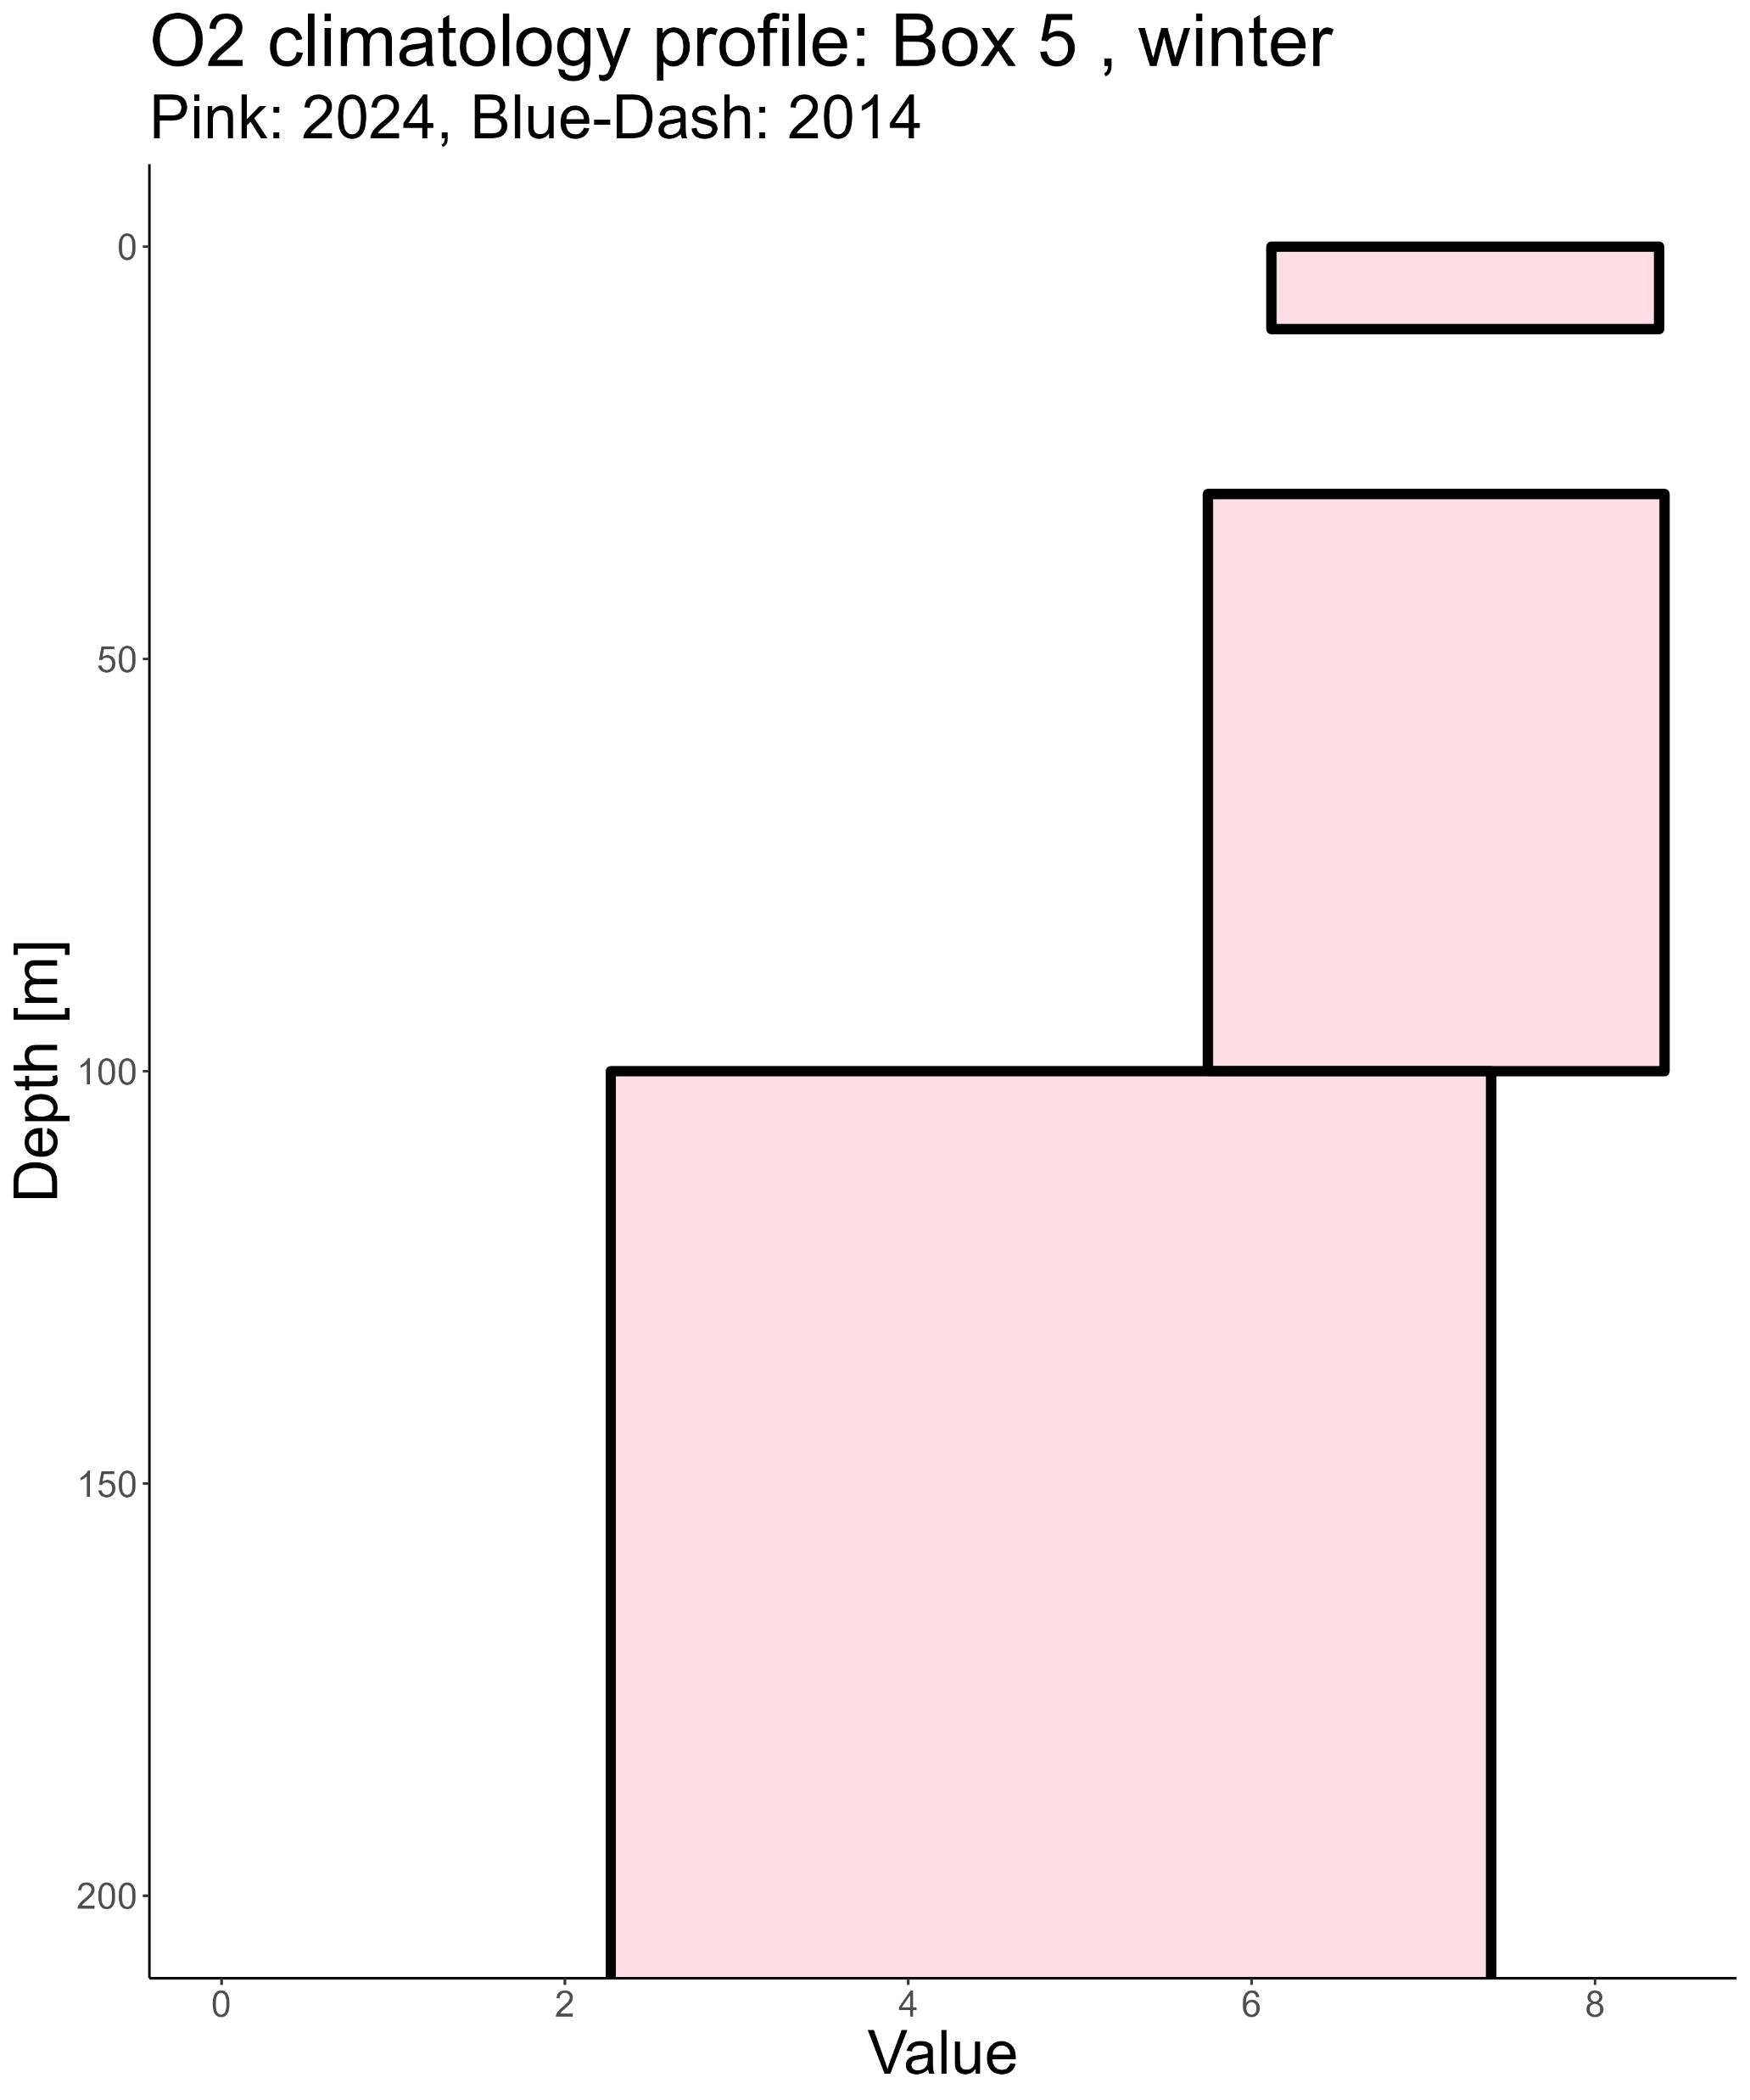 O2 climatology profile: Box 5 , winter
Pink: 2024, Blue-Dash: 2014
0
50
100
150
200
Depth [m]
0 2 4 6 8
Value